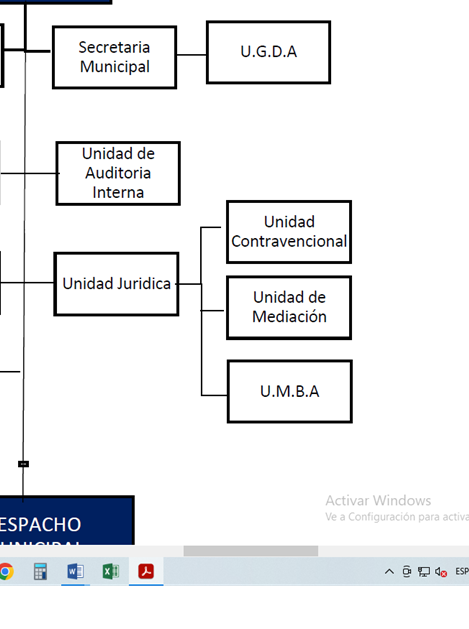 Secretaria
Municipal
U.G.D.A
Unidad de
Auditoria
Interna
Unidad
Contravencional
Unidad Juridica
Unidad de
Mediación
U.M.B.A
ESPACHO
Activar Windows
Ve a Configuración para activa
ESP